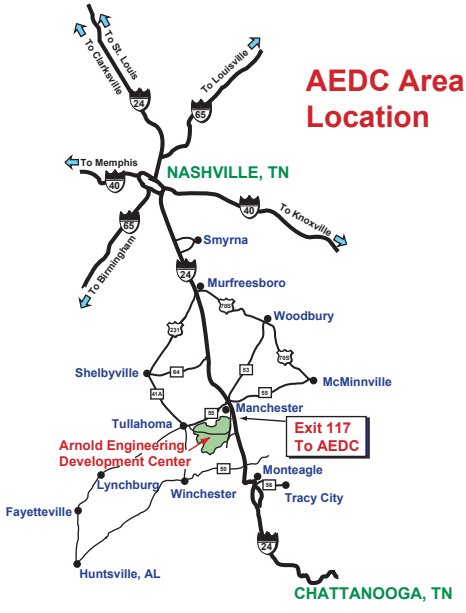 AEDC Area
Location
To St. Louis
To Clarksville
To Louisville
24
65
To Memphis
40
NASHVILLE, TN
65
40
To Knoxville
To Birmingham
Smyrna
24
Murfreesboro
70S
Woodbury
231
70S
Shelbyville
64
53
41A
55
McMinnville
55
Manchester
Tullahoma
Exit 117
To AEDC
Arnold Engineering
Development Center
50
Monteagle
56
Tracy City
Lynchburg
Winchester
Fayetteville
24
Huntsville, AL
CHATTANOOGA, TN